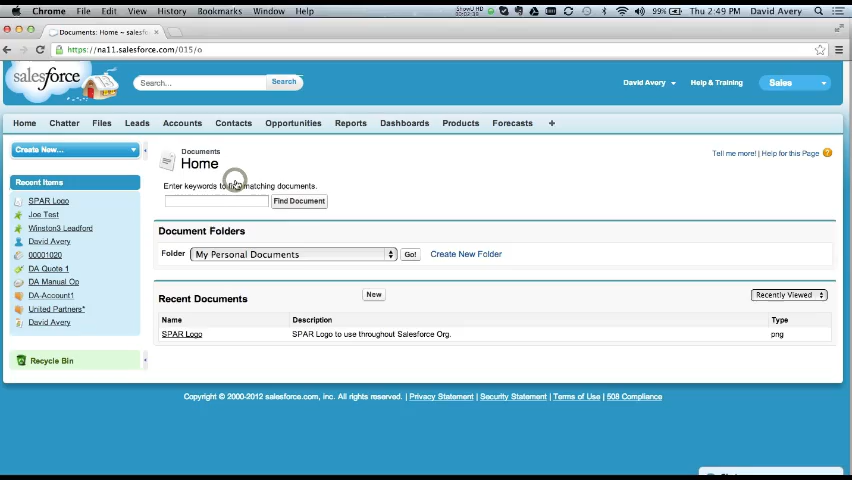 Chrome File Edit View History Bookmarks Window Help 99% Thu 2:49 PM David Avery
Documents: Home ~ salesf
https://na11.salesforce.com/015/o
salesforce
Search... Search
David Avery Help & Training Sales
Home Chatter Files Leads Accounts Contacts Opportunities Reports Dashboards Products Forecasts +
Create New...
Documents
Home
Tell me more! | Help for this Page
Recent Items
SPAR Logo
Joe Test
Winston3 Leadford
David Avery
00001020
DA Quote 1
DA Manual Op
DA-Account1
United Partners*
David Avery
Recycle Bin
Enter keywords to find matching documents.
Find Document
Document Folders
Folder My Personal Documents Go! Create New Folder
Recent Documents New Recently Viewed
Name Description Type
SPAR Logo SPAR Logo to use throughout Salesforce Org. png
Copyright © 2000-2012 salesforce.com, inc. All rights reserved. | Privacy Statement | Security Statement | Terms of Use | 508 Compliance